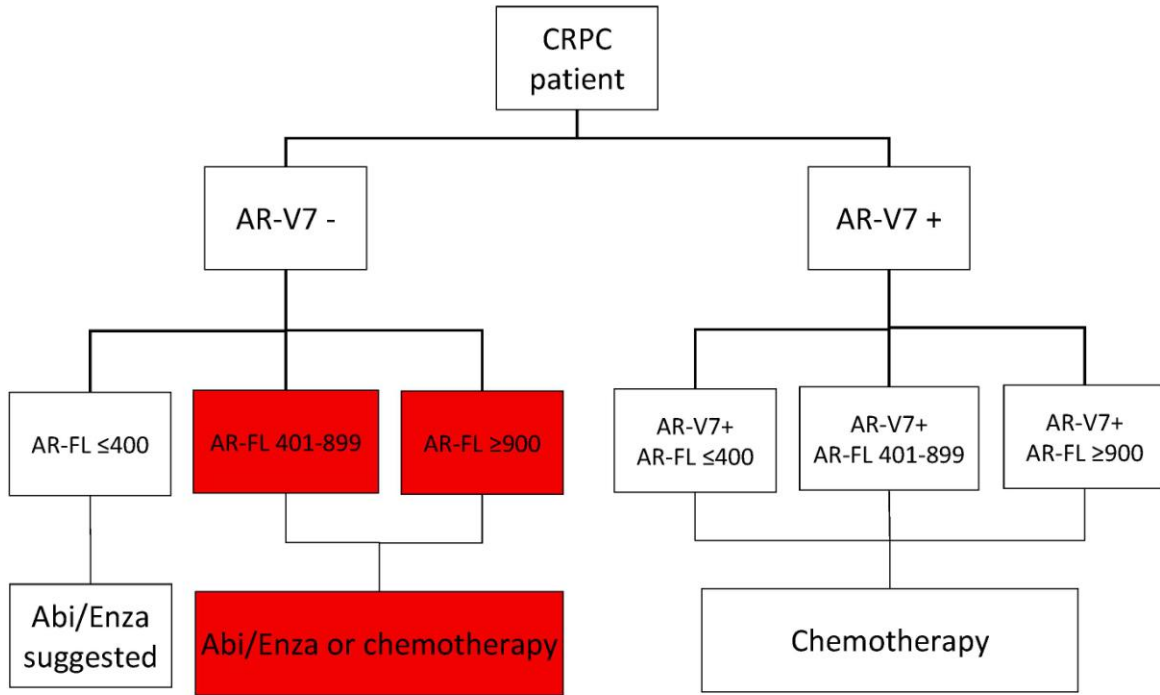 CRPC
patient
AR-V7 -
AR-V7 +
AR-FL ≤400
AR-FL 401-899
AR-FL ≥900
AR-V7+
AR-FL ≤400
AR-V7+
AR-FL 401-899
AR-V7+
AR-FL ≥900
Abi/Enza
suggested
Abi/Enza or chemotherapy
Chemotherapy